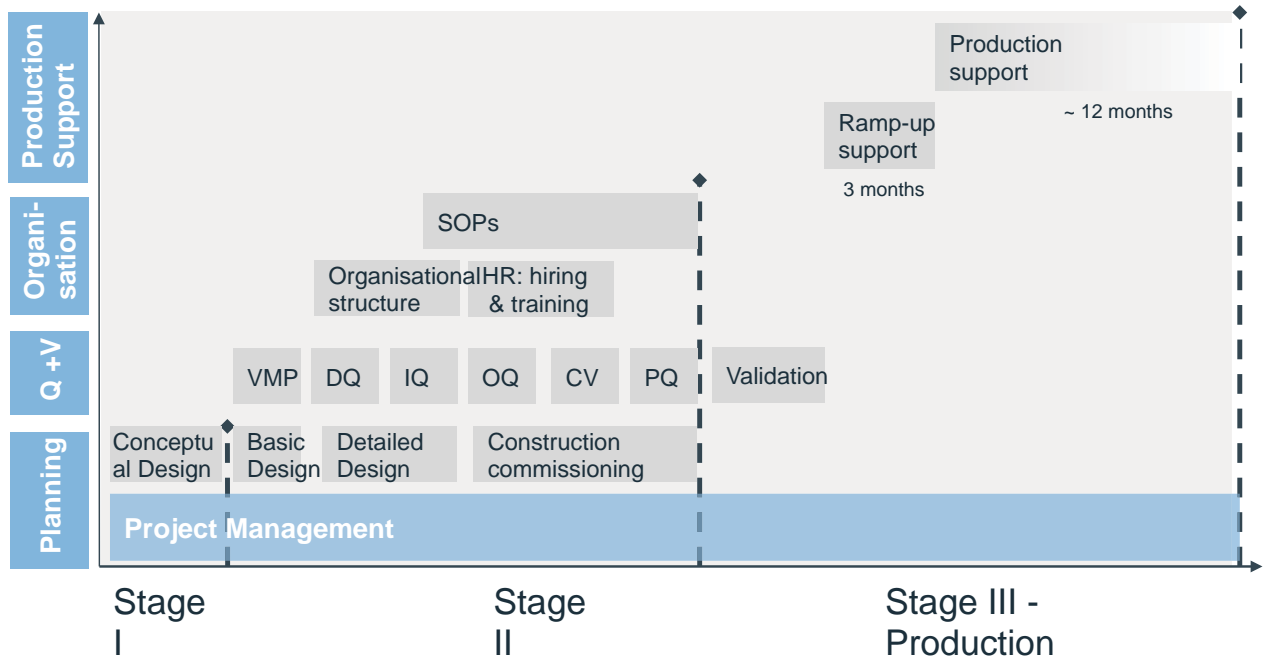 Production
Support
Production
support
~ 12 months
Ramp-up
support
3 months
Organi-
sation
SOPs
Organisational
structure
HR: hiring
& training
Q +V
VMP
DQ
IQ
OQ
CV
PQ
Validation
Planning
Conceptu
al Design
Basic
Design
Detailed
Design
Construction
commissioning
Project Management
Stage
I
Stage
II
Stage III -
Production